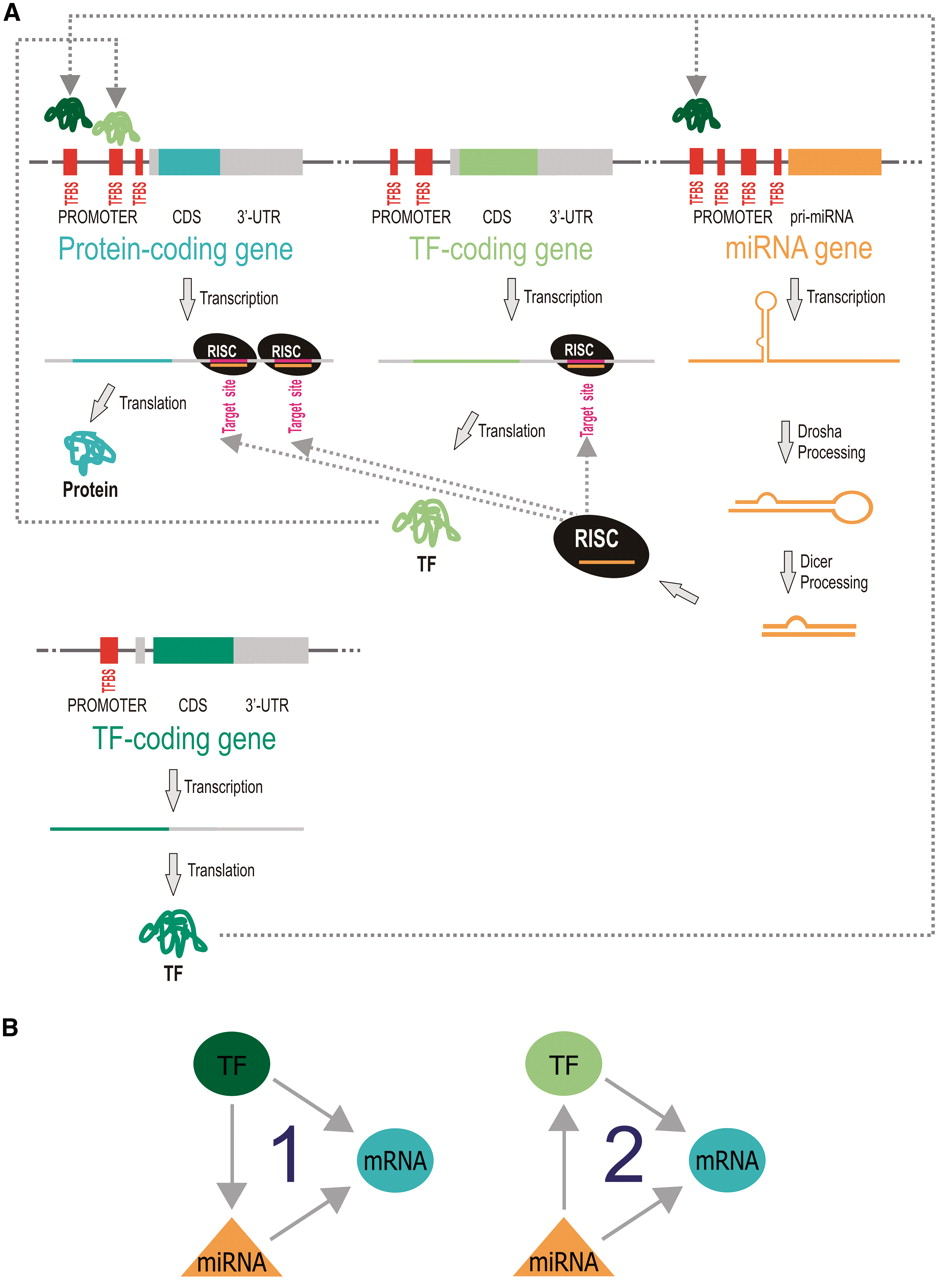 A
TFBS
TFBS
TFBS
TFBS
TFBS
TFBS
TFBS
TFBS
TFBS
PROMOTER CDS 3'-UTR
PROMOTER CDS 3'-UTR
PROMOTER pri-miRNA
Protein-coding gene
TF-coding gene
miRNA gene
Transcription
Transcription
Transcription
RISC
RISC
RISC
Target site
Target site
Target site
Translation
Translation
Drosha
Processing
Protein
TF
RISC
Dicer
Processing
TFBS
PROMOTER CDS 3'-UTR
TF-coding gene
Transcription
Translation
TF
B
TF
1
mRNA
miRNA
TF
2
mRNA
miRNA